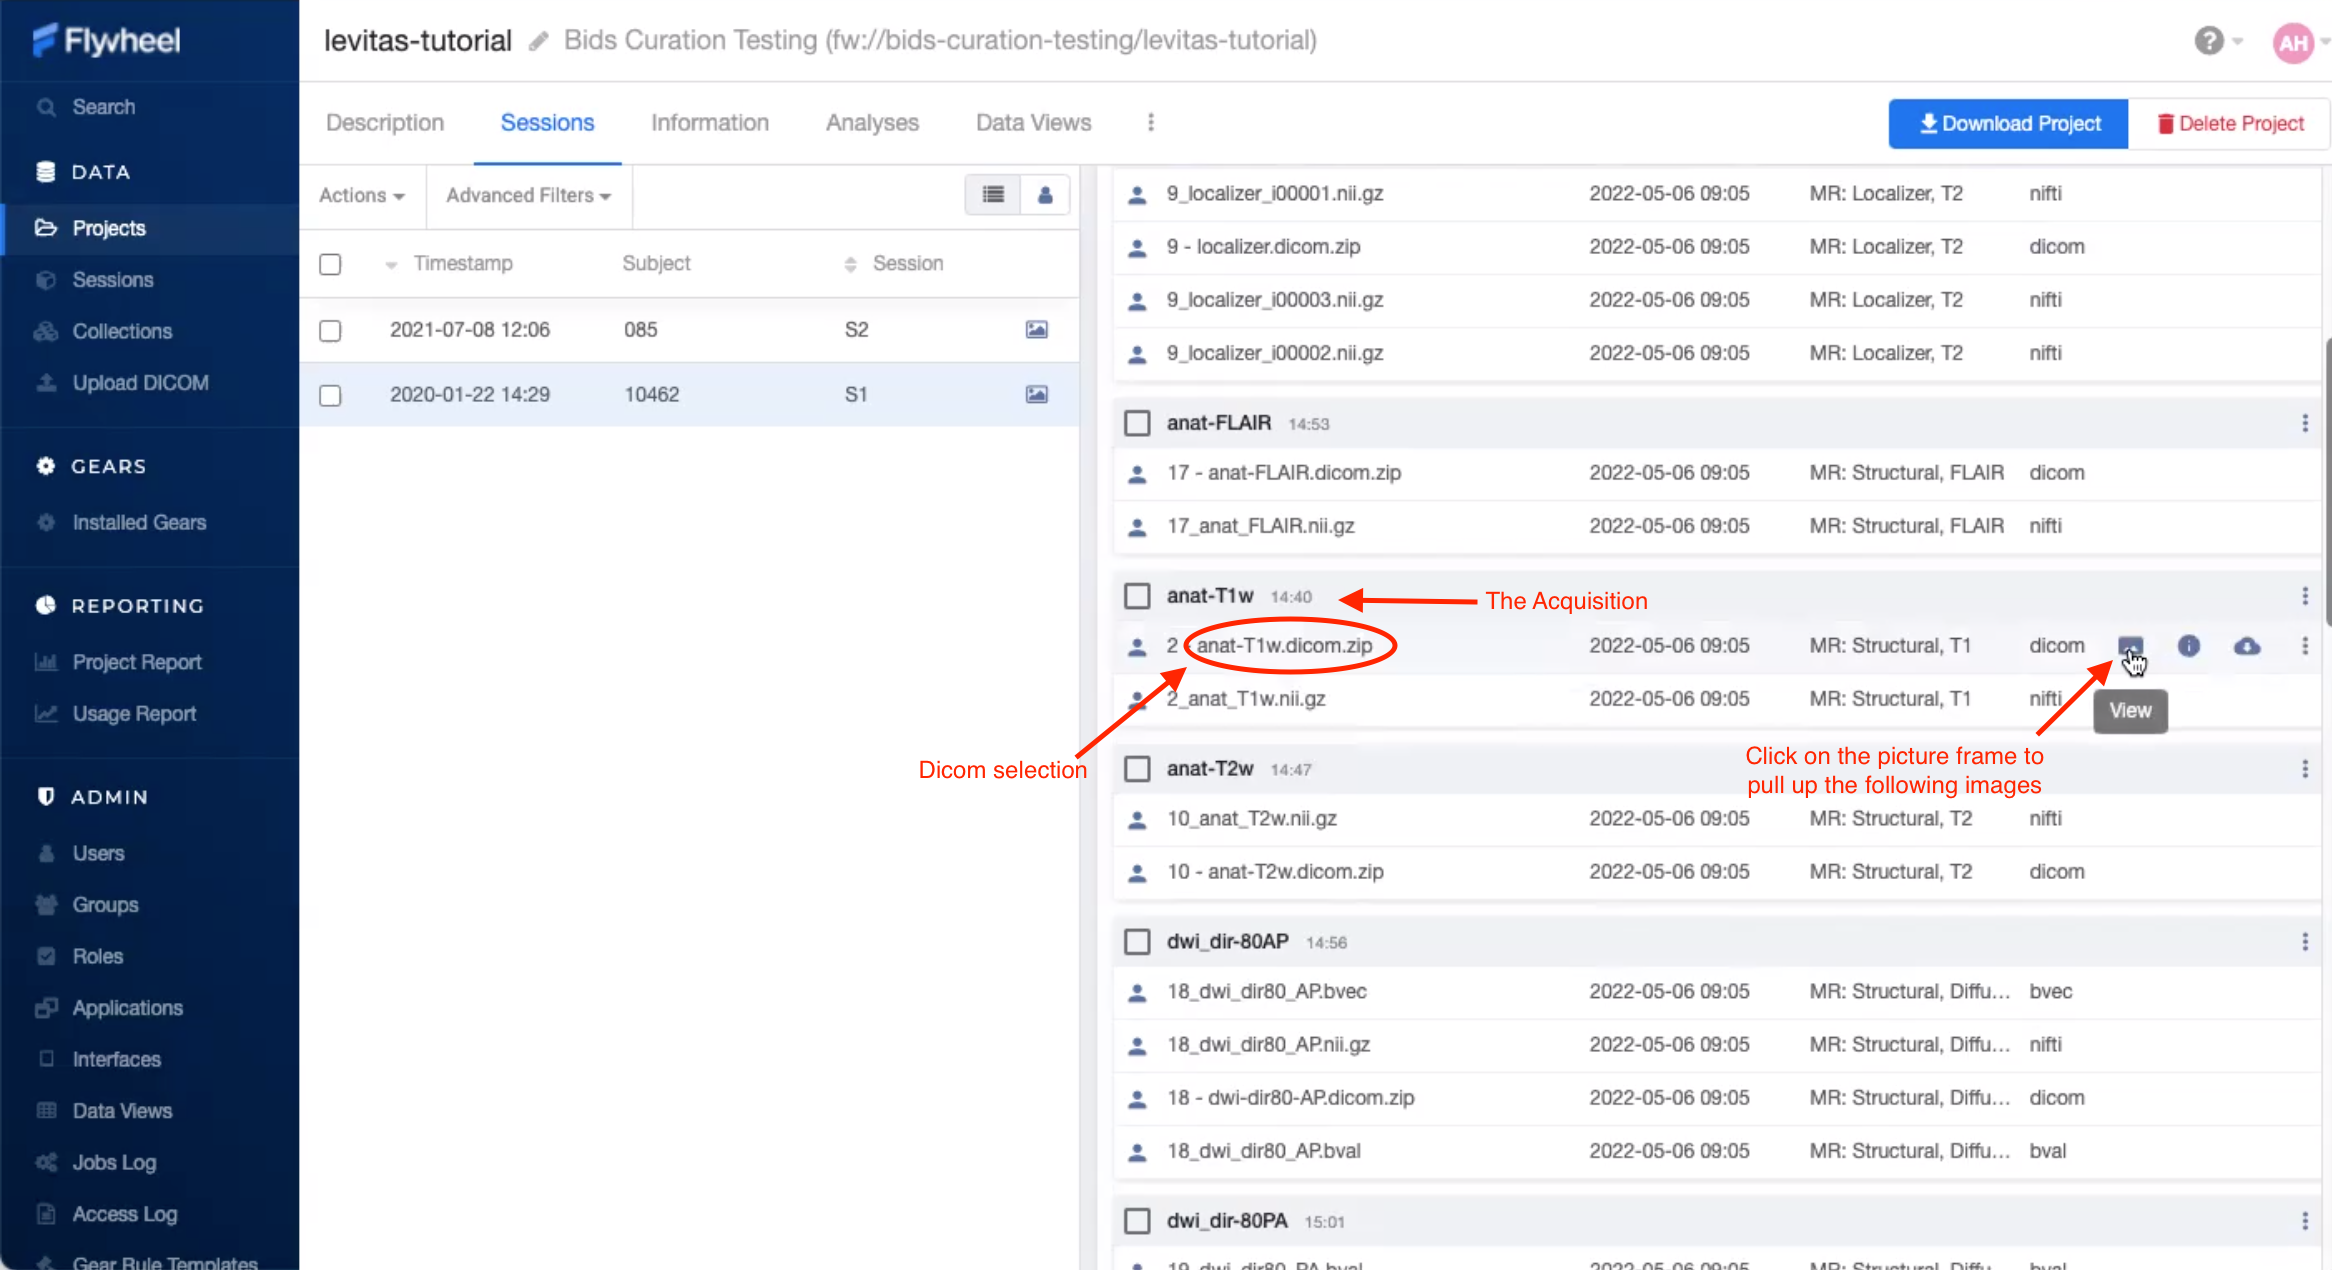 Flywheel
levitas-tutorial Bids Curation Testing (fw://bids-curation-testing/levitas-tutorial)
? AH
Search
DATA
Projects
Sessions
Collections
Upload DICOM
GEARS
Installed Gears
REPORTING
Project Report
Usage Report
ADMIN
Users
Groups
Roles
Applications
Interfaces
Data Views
Jobs Log
Access Log
Gear Rule Templates
Description Sessions Information Analyses Data Views
Download Project Delete Project
Actions Advanced Filters
Timestamp Subject Session
2021-07-08 12:06 085 S2
2020-01-22 14:29 10462 S1
9_localizer_i00001.nii.gz 2022-05-06 09:05 MR: Localizer, T2 nifti
9 - localizer.dicom.zip 2022-05-06 09:05 MR: Localizer, T2 dicom
9_localizer_i00003.nii.gz 2022-05-06 09:05 MR: Localizer, T2 nifti
9_localizer_i00002.nii.gz 2022-05-06 09:05 MR: Localizer, T2 nifti
anat-FLAIR 14:53
17 - anat-FLAIR.dicom.zip 2022-05-06 09:05 MR: Structural, FLAIR dicom
17_anat_FLAIR.nii.gz 2022-05-06 09:05 MR: Structural, FLAIR nifti
anat-T1w 14:40 The Acquisition
2 - anat-T1w.dicom.zip 2022-05-06 09:05 MR: Structural, T1 dicom
2_anat_T1w.nii.gz 2022-05-06 09:05 MR: Structural, T1 nifti
View
Dicom selection
Click on the picture frame to
pull up the following images
anat-T2w 14:47
10_anat_T2w.nii.gz 2022-05-06 09:05 MR: Structural, T2 nifti
10 - anat-T2w.dicom.zip 2022-05-06 09:05 MR: Structural, T2 dicom
dwi_dir-80AP 14:56
18_dwi_dir80_AP.bvec 2022-05-06 09:05 MR: Structural, Diffu... bvec
18_dwi_dir80_AP.nii.gz 2022-05-06 09:05 MR: Structural, Diffu... nifti
18 - dwi-dir80-AP.dicom.zip 2022-05-06 09:05 MR: Structural, Diffu... dicom
18_dwi_dir80_AP.bval 2022-05-06 09:05 MR: Structural, Diffu... bval
dwi_dir-80PA 15:01
19_dwi_dir80_PA.bval 2022-05-06 09:05 MR: Structural, Diffu... bval